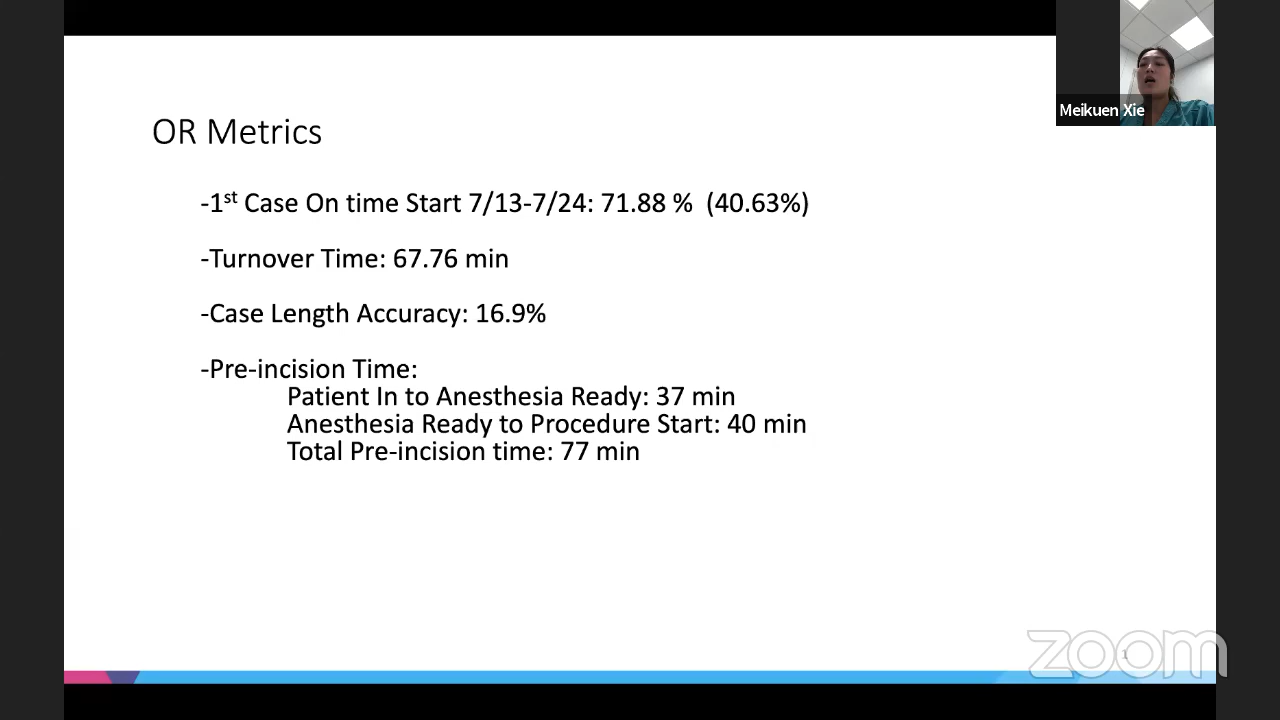 Meikuen Xie
OR Metrics
-1st Case On time Start 7/13-7/24: 71.88 % (40.63%)
-Turnover Time: 67.76 min
-Case Length Accuracy: 16.9%
-Pre-incision Time:
Patient In to Anesthesia Ready: 37 min
Anesthesia Ready to Procedure Start: 40 min
Total Pre-incision time: 77 min
zoom
1